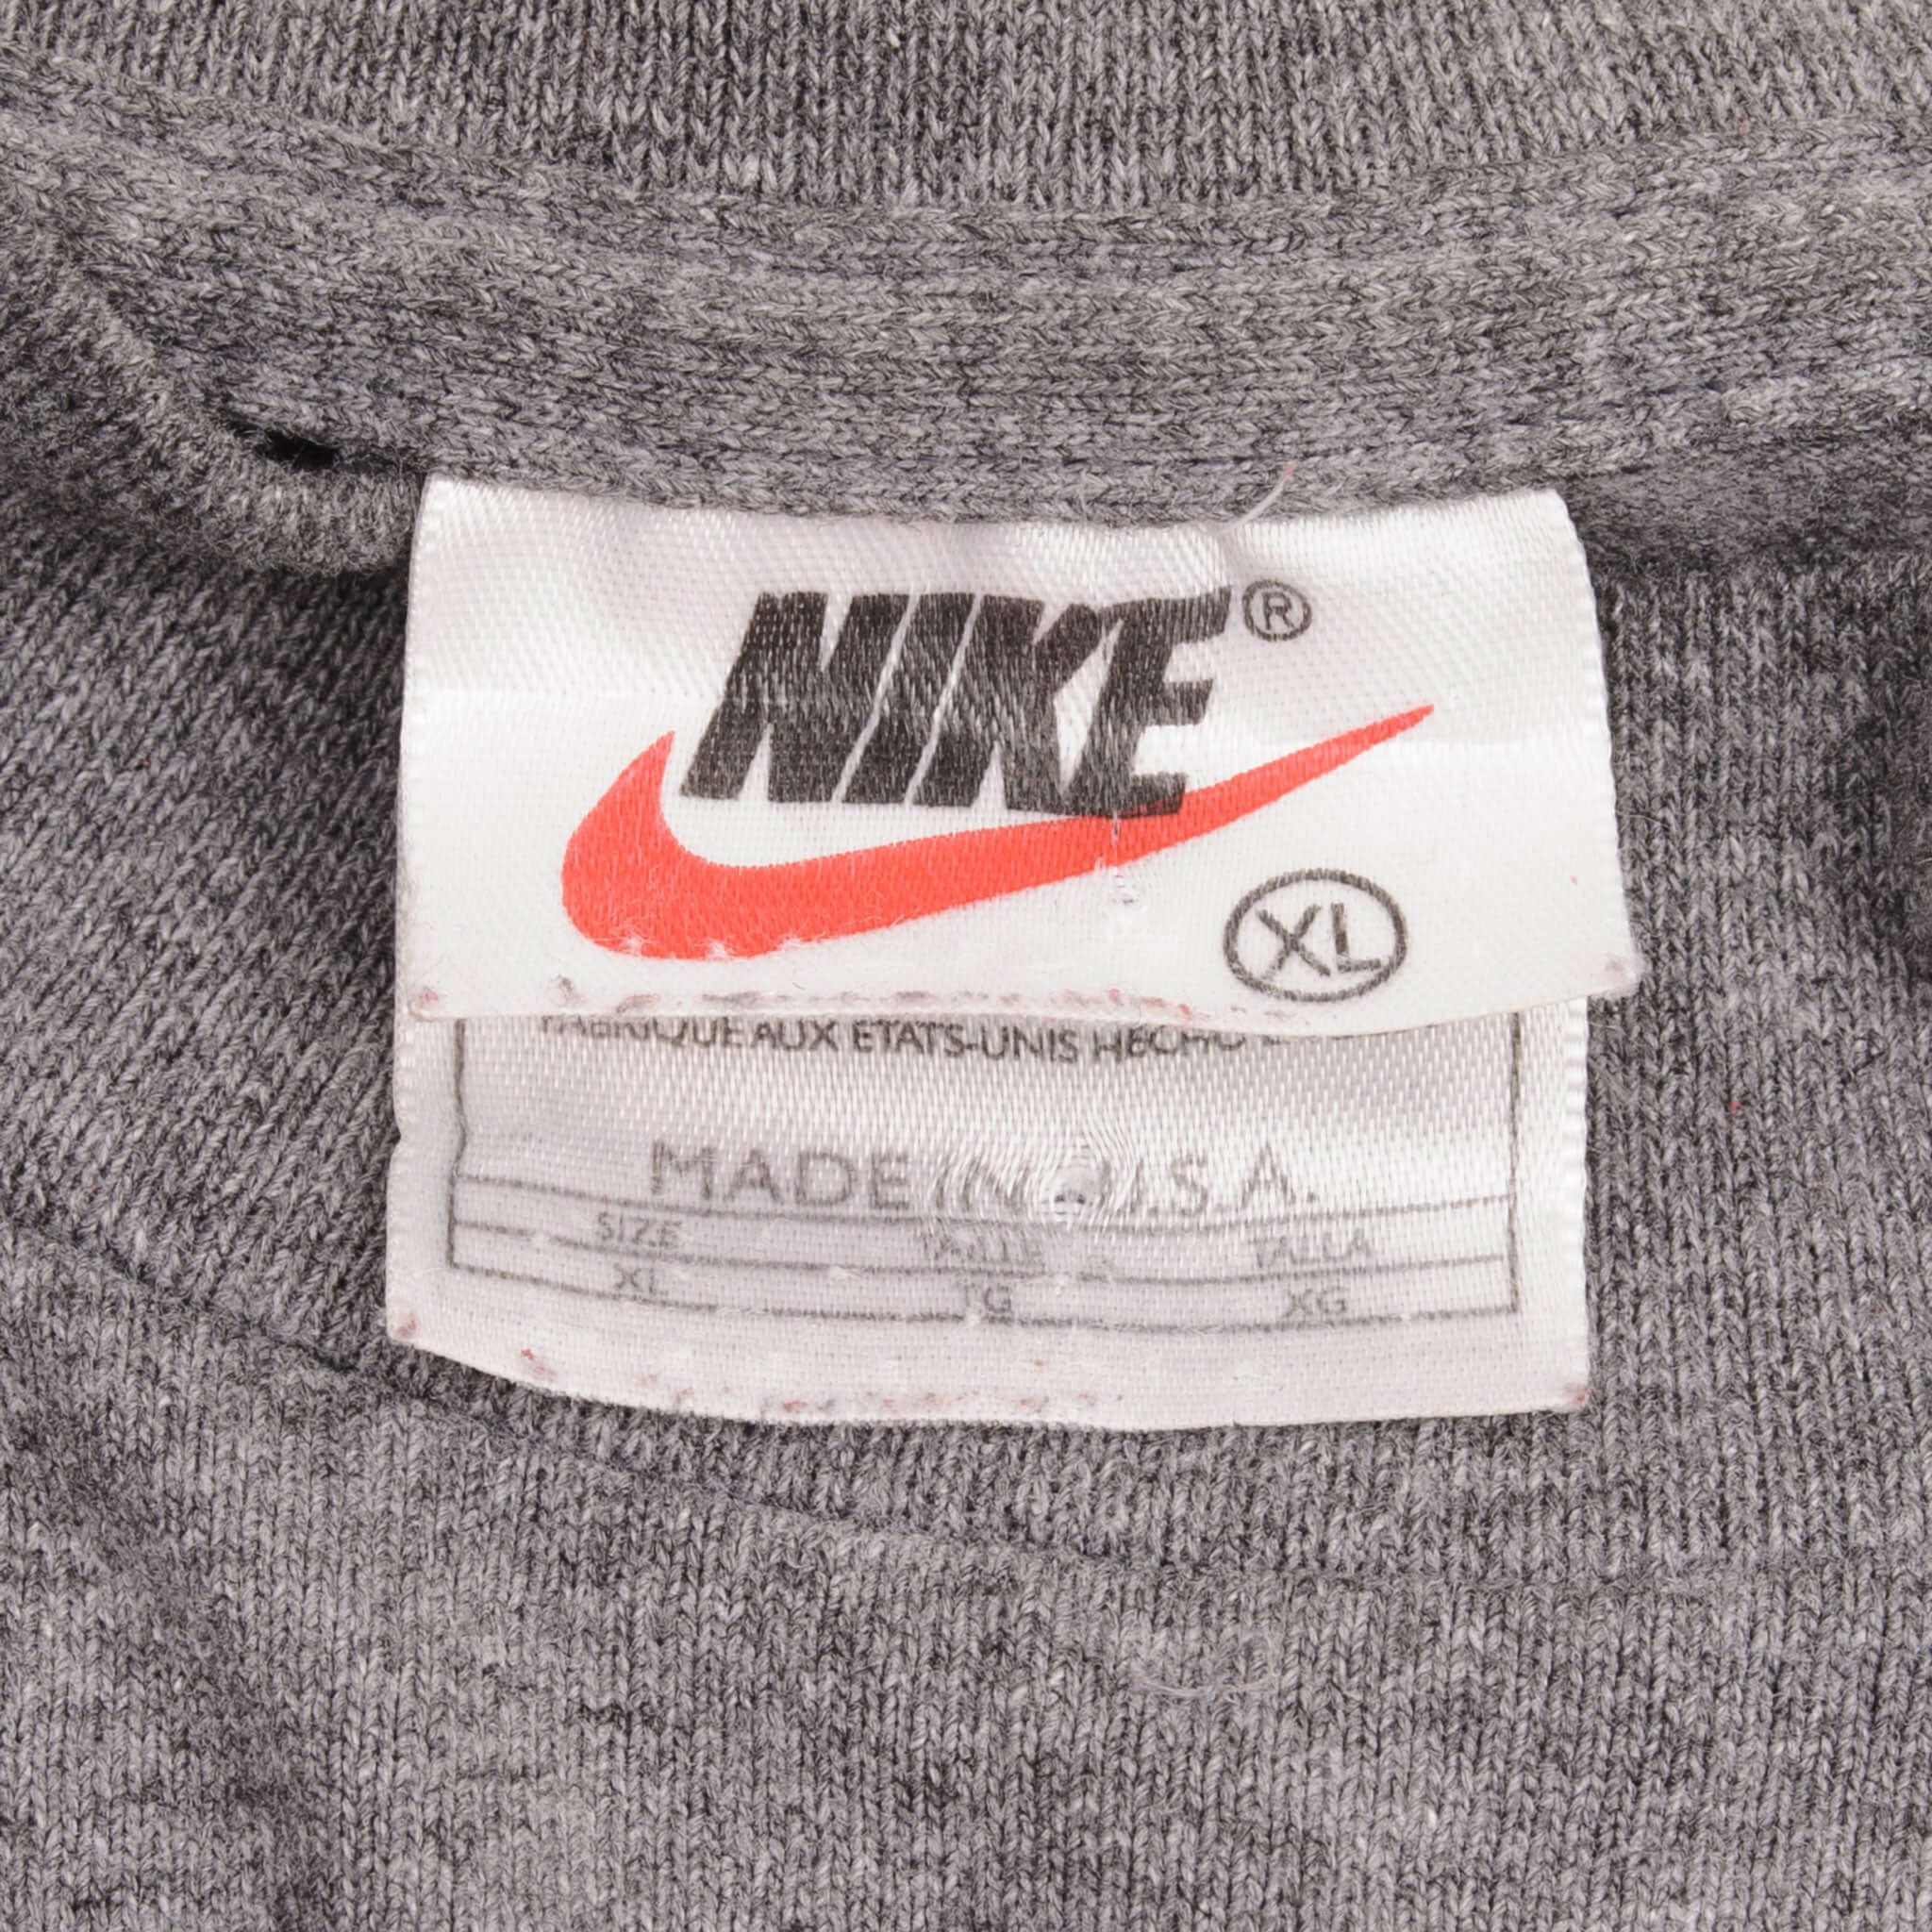 NIKE®
XL
FABRIQUE AUX ETATS-UNIS HECHO
MADE IN U.S.A.
SIZE TAILLE TALLA
XL TG XG